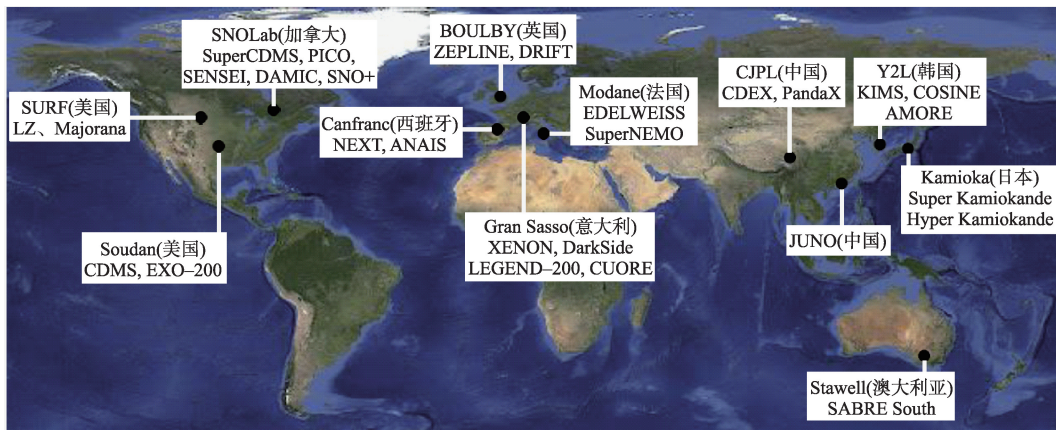 SNOLab(加拿大)
SuperCDMS, PICO,
SENSEI, DAMIC, SNO+
BOULBY(英国)
ZEPLINE, DRIFT
SURF(美国)
LZ、Majorana
Canfranc(西班牙)
NEXT, ANAIS
Modane(法国)
EDELWEISS
SuperNEMO
CJPL(中国)
CDEX, PandaX
Y2L(韩国)
KIMS, COSINE
AMORE
Kamioka(日本)
Super Kamiokande
Hyper Kamiokande
Soudan(美国)
CDMS, EXO–200
Gran Sasso(意大利)
XENON, DarkSide
LEGEND–200, CUORE
JUNO(中国)
Stawell(澳大利亚)
SABRE South